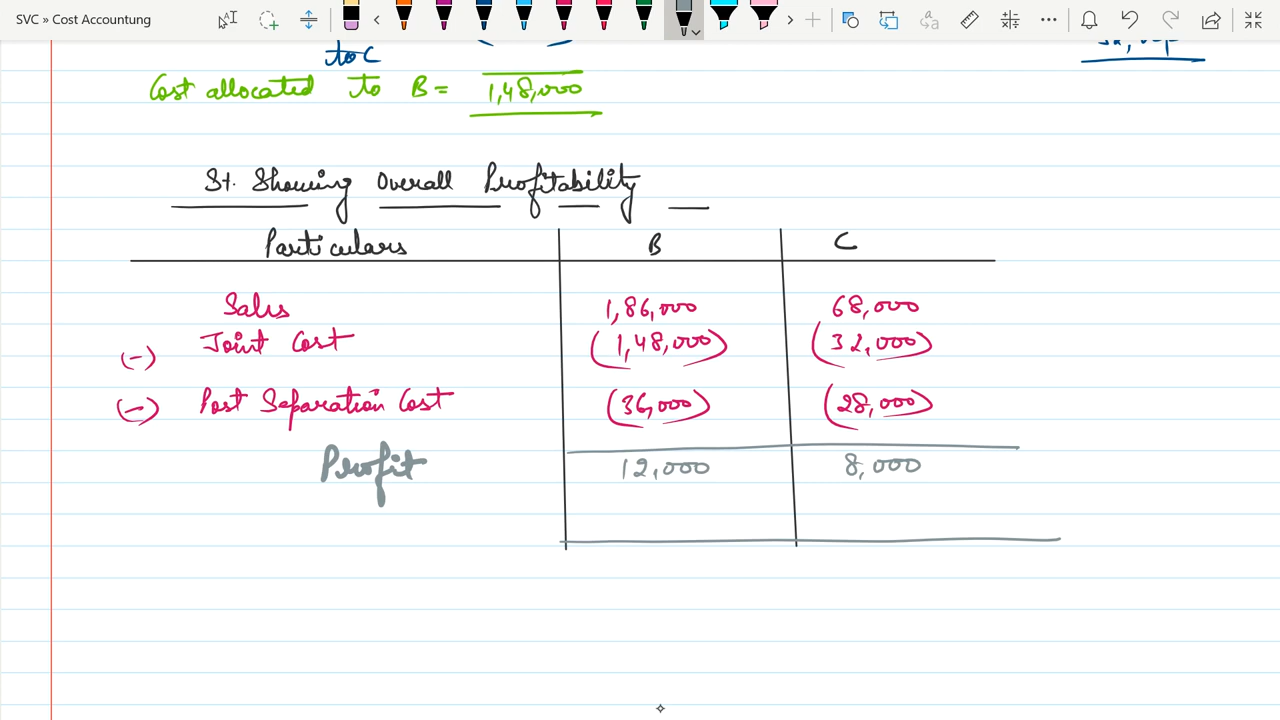 SVC » Cost Accountung
to C
Cost allocated to B = 1,48,000
St. Showing Overall Profitability
Particulars B C
Sales 1,86,000 68,000
(-) Joint Cost (1,48,000) (32,000)
(-) Post Separation Cost (36,000) (28,000)
Profit 12,000 8,000